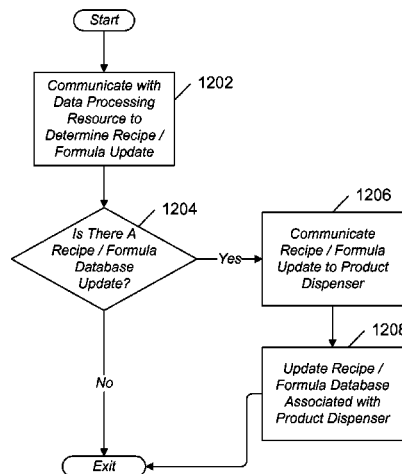 Start
1202
Communicate with
Data Processing
Resource to
Determine Recipe /
Formula Update
1204
Is There A
Recipe / Formula
Database
Update?
Yes
1206
Communicate
Recipe / Formula
Update to Product
Dispenser
1208
Update Recipe /
Formula Database
Associated with
Product Dispenser
No
Exit